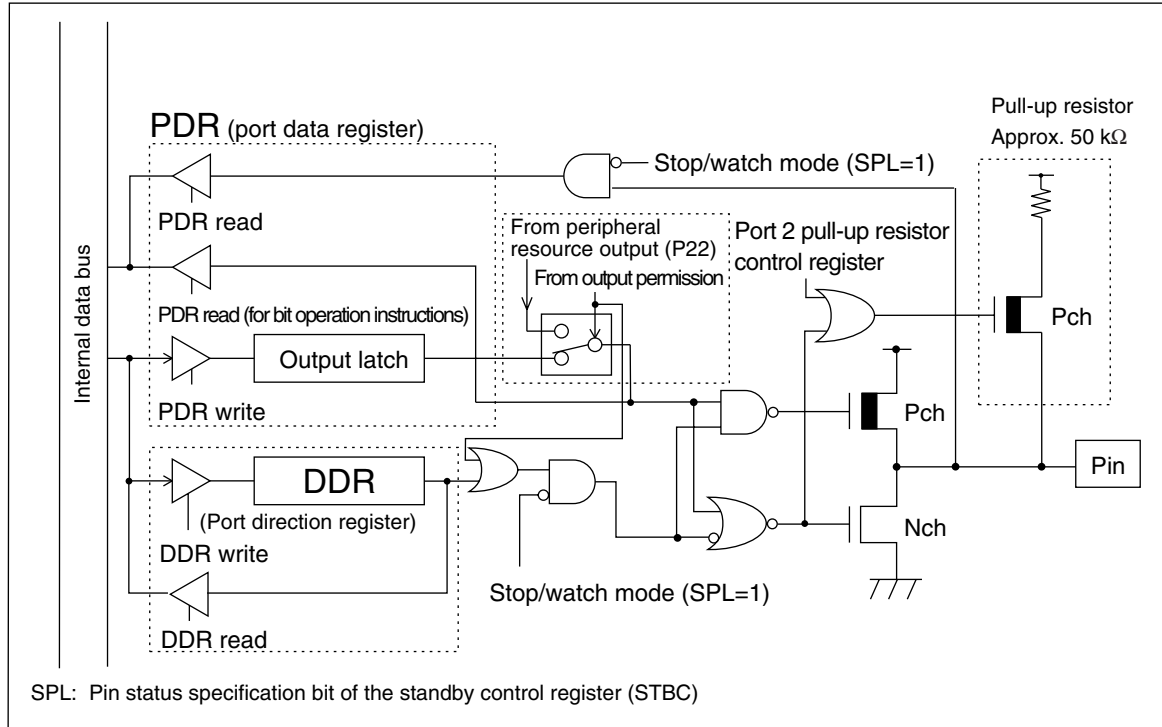 Pull-up resistor
Approx. 50 kΩ
PDR (port data register)
Stop/watch mode (SPL=1)
PDR read
From peripheral
resource output (P22)
From output permission
Port 2 pull-up resistor
control register
Internal data bus
PDR read (for bit operation instructions)
Pch
Output latch
PDR write
Pch
DDR
Pin
(Port direction register)
Nch
DDR write
Stop/watch mode (SPL=1)
DDR read
SPL: Pin status specification bit of the standby control register (STBC)